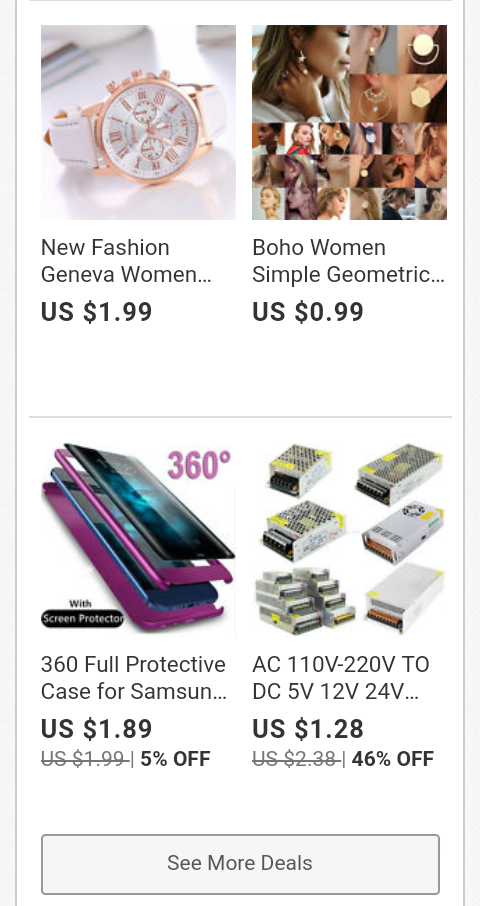 New Fashion
Geneva Women...
US $1.99
Boho Women
Simple Geometric...
US $0.99
360°
With
Screen Protector
360 Full Protective
Case for Samsun...
US $1.89
US $1.99 | 5% OFF
AC 110V-220V TO
DC 5V 12V 24V...
US $1.28
US $2.38 | 46% OFF
See More Deals